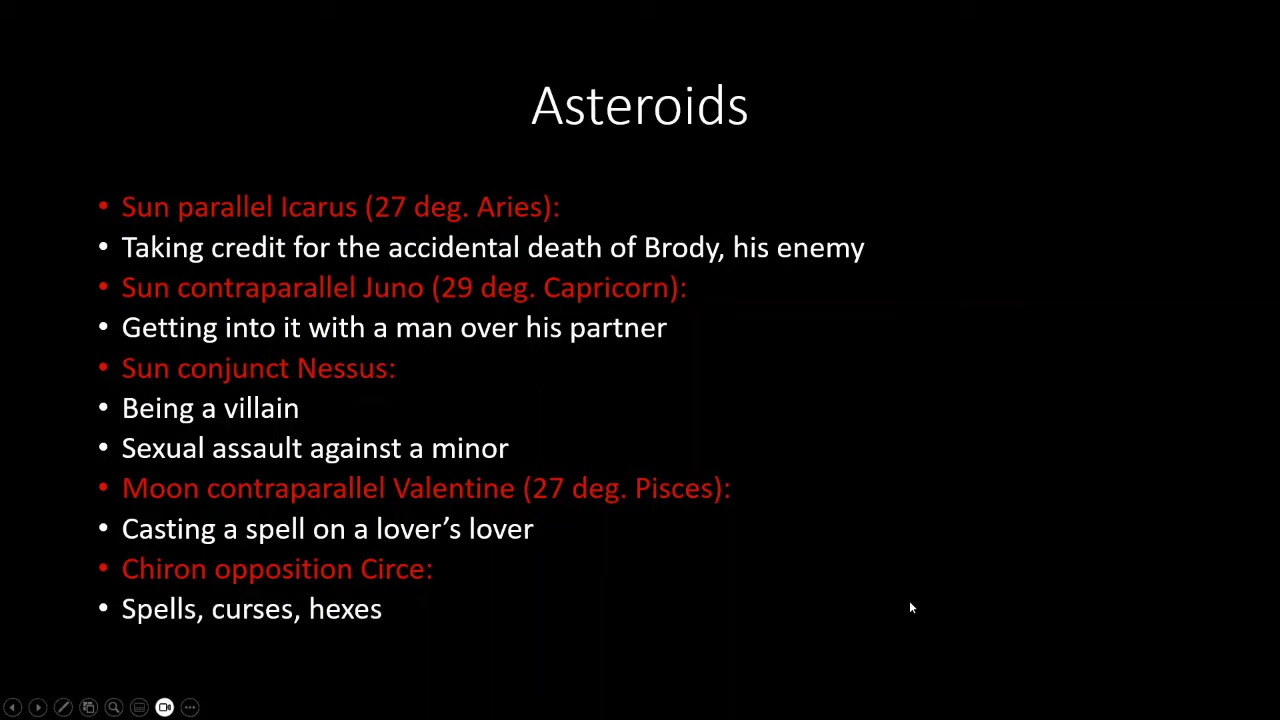 Asteroids
• Sun parallel Icarus (27 deg. Aries):
• Taking credit for the accidental death of Brody, his enemy
• Sun contraparallel Juno (29 deg. Capricorn):
• Getting into it with a man over his partner
• Sun conjunct Nessus:
• Being a villain
• Sexual assault against a minor
• Moon contraparallel Valentine (27 deg. Pisces):
• Casting a spell on a lover’s lover
• Chiron opposition Circe:
• Spells, curses, hexes